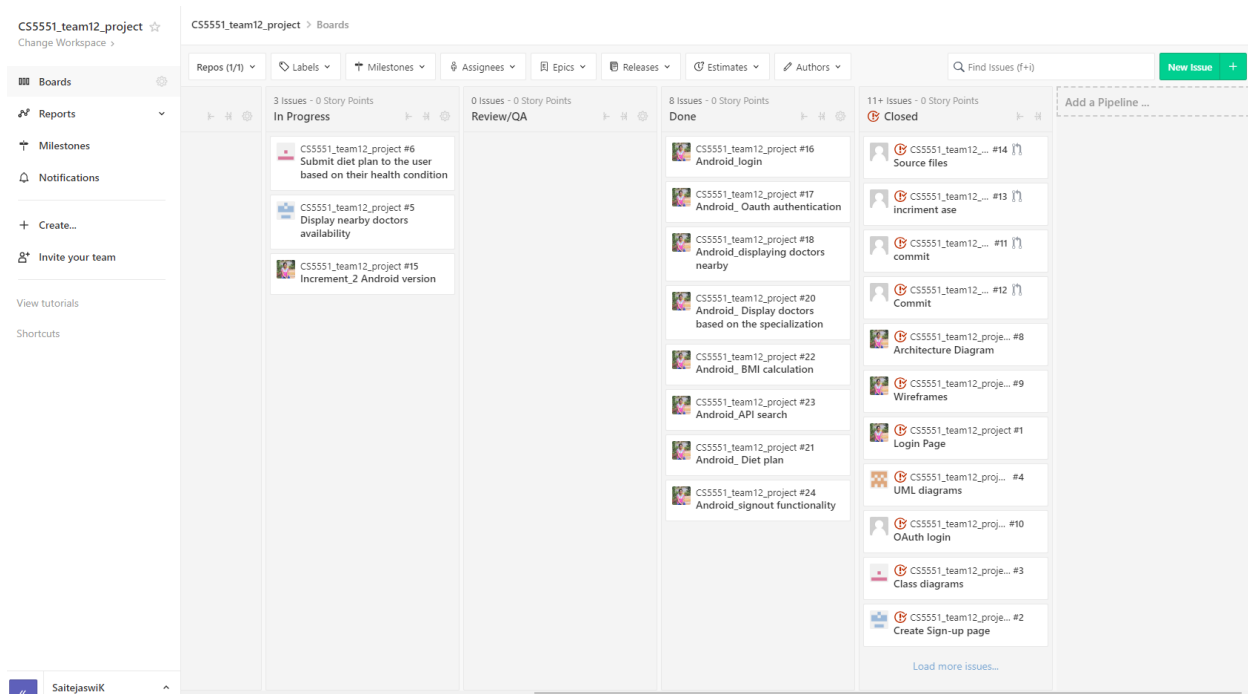 CS5551_team12_project
Change Workspace >
Boards
Reports
Milestones
Notifications
+ Create...
Invite your team
View tutorials
Shortcuts
SaitejaswiK
CS5551_team12_project > Boards
Repos (1/1)
Labels
Milestones
Assignees
Epics
Releases
Estimates
Authors
Find Issues (f+i)
New Issue +
3 Issues - 0 Story Points
In Progress
CS5551_team12_project #6
Submit diet plan to the user
based on their health condition
CS5551_team12_project #5
Display nearby doctors
availability
CS5551_team12_project #15
Increment_2 Android version
0 Issues - 0 Story Points
Review/QA
8 Issues - 0 Story Points
Done
CS5551_team12_project #16
Android_login
CS5551_team12_project #17
Android_ Oauth authentication
CS5551_team12_project #18
Android_displaying doctors
nearby
CS5551_team12_project #20
Android_ Display doctors
based on the specialization
CS5551_team12_project #22
Android_ BMI calculation
CS5551_team12_project #23
Android_API search
CS5551_team12_project #21
Android_ Diet plan
CS5551_team12_project #24
Android_signout functionality
11+ Issues - 0 Story Points
Closed
CS5551_team12_... #14
Source files
CS5551_team12_... #13
incriment ase
CS5551_team12_... #11
commit
CS5551_team12_... #12
Commit
CS5551_team12_proje... #8
Architecture Diagram
CS5551_team12_proje... #9
Wireframes
CS5551_team12_project #1
Login Page
CS5551_team12_proj... #4
UML diagrams
CS5551_team12_proj... #10
OAuth login
CS5551_team12_proje... #3
Class diagrams
CS5551_team12_proje... #2
Create Sign-up page
Load more issues...
Add a Pipeline ...